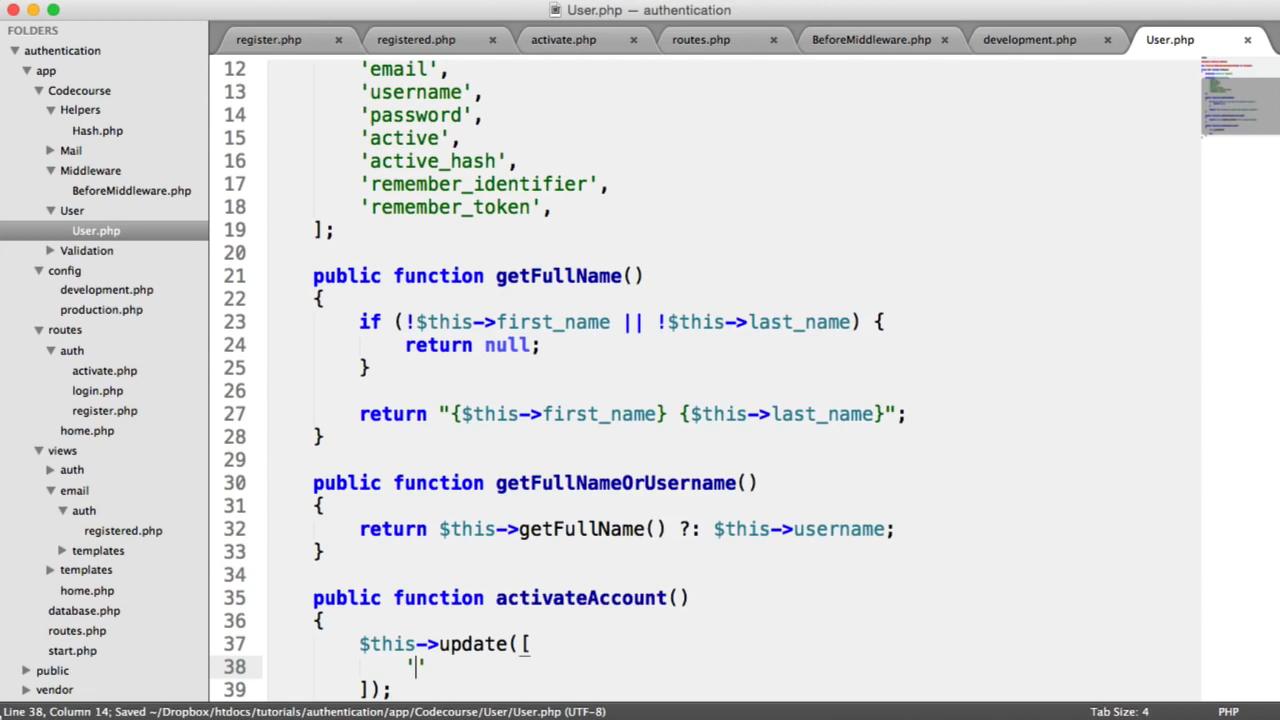 User.php — authentication
FOLDERS
authentication
app
Codecourse
Helpers
Hash.php
Mail
Middleware
BeforeMiddleware.php
User
User.php
Validation
config
development.php
production.php
routes
auth
activate.php
login.php
register.php
home.php
views
auth
email
auth
registered.php
templates
templates
home.php
database.php
routes.php
start.php
public
vendor
register.php × registered.php × activate.php × routes.php × BeforeMiddleware.php × development.php × User.php ×
12 'email',
13 'username',
14 'password',
15 'active',
16 'active_hash',
17 'remember_identifier',
18 'remember_token',
19 ];
20
21 public function getFullName()
22 {
23 if (!$this->first_name || !$this->last_name) {
24 return null;
25 }
26
27 return "{$this->first_name} {$this->last_name}";
28 }
29
30 public function getFullNameOrUsername()
31 {
32 return $this->getFullName() ?: $this->username;
33 }
34
35 public function activateAccount()
36 {
37 $this->update([
38 ''
39 ]);
Line 38, Column 14; Saved ~/Dropbox/htdocs/tutorials/authentication/app/Codecourse/User/User.php (UTF-8) Tab Size: 4 PHP